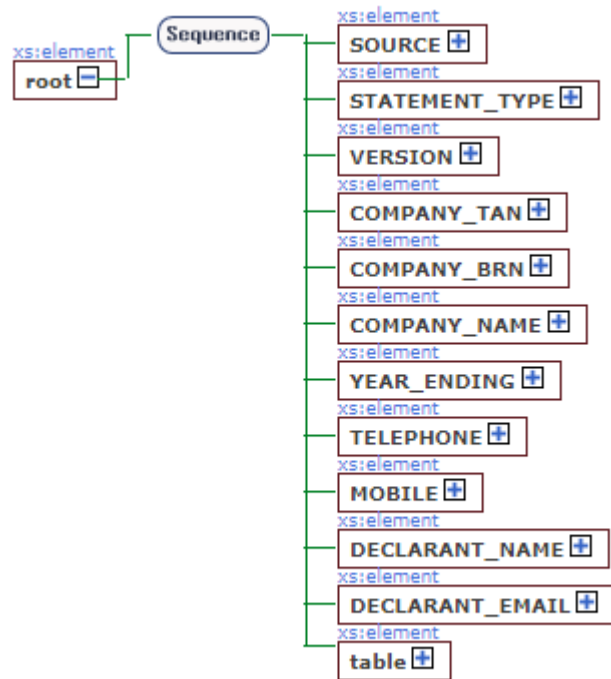 xs:element
root
Sequence
xs:element
SOURCE
xs:element
STATEMENT_TYPE
xs:element
VERSION
xs:element
COMPANY_TAN
xs:element
COMPANY_BRN
xs:element
COMPANY_NAME
xs:element
YEAR_ENDING
xs:element
TELEPHONE
xs:element
MOBILE
xs:element
DECLARANT_NAME
xs:element
DECLARANT_EMAIL
xs:element
table